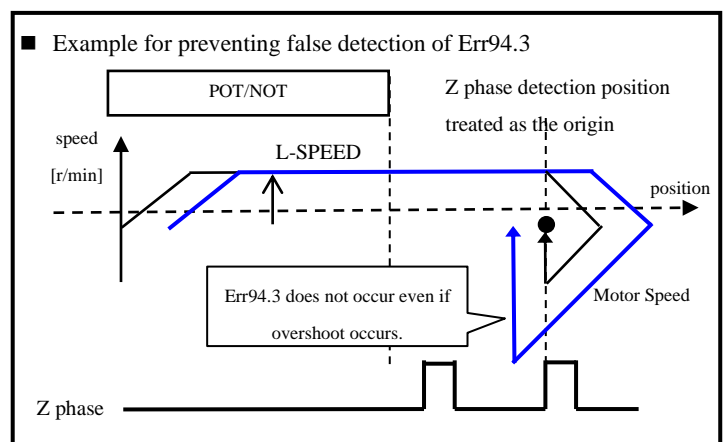 ■ Example for preventing false detection of Err94.3
POT/NOT
Z phase detection position
treated as the origin
speed
[r/min]
L-SPEED
position
Err94.3 does not occur even if
overshoot occurs.
Motor Speed
Z phase